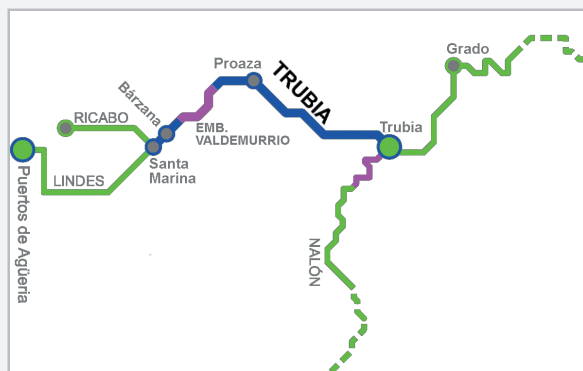 Grado
Proaza
TRUBIA
Bárzana
RICABO
EMB.
VALDEMURRIO
Trubia
Santa
Marina
LINDES
Puertos de Agüeria
NALÓN